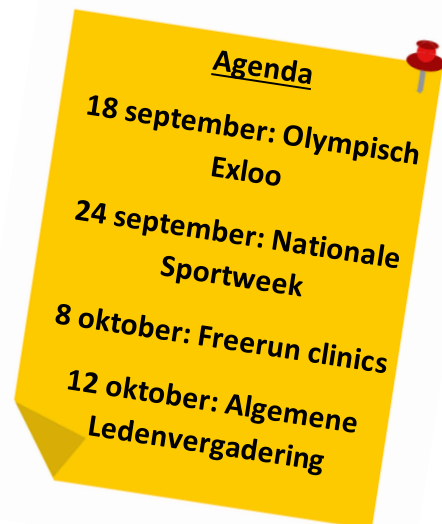 Agenda
18 september: Olympisch
Exloo
24 september: Nationale
Sportweek
8 oktober: Freerun clinics
12 oktober: Algemene
Ledenvergadering